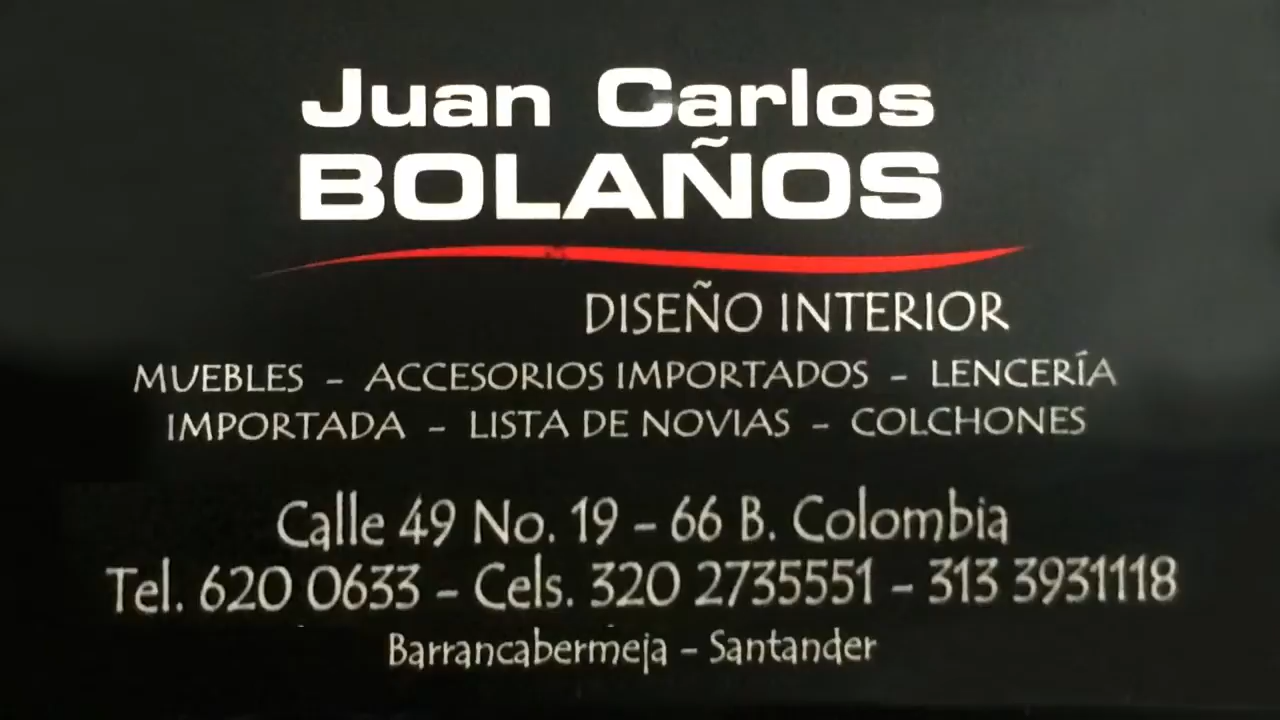 Juan Carlos
BOLAÑOS
DISEÑO INTERIOR
MUEBLES - ACCESORIOS IMPORTADOS - LENCERÍA
IMPORTADA - LISTA DE NOVIAS - COLCHONES
Calle 49 No. 19 - 66 B. Colombia
Tel. 620 0633 - Cels. 320 2735551 - 313 3931118
Barrancabermeja - Santander